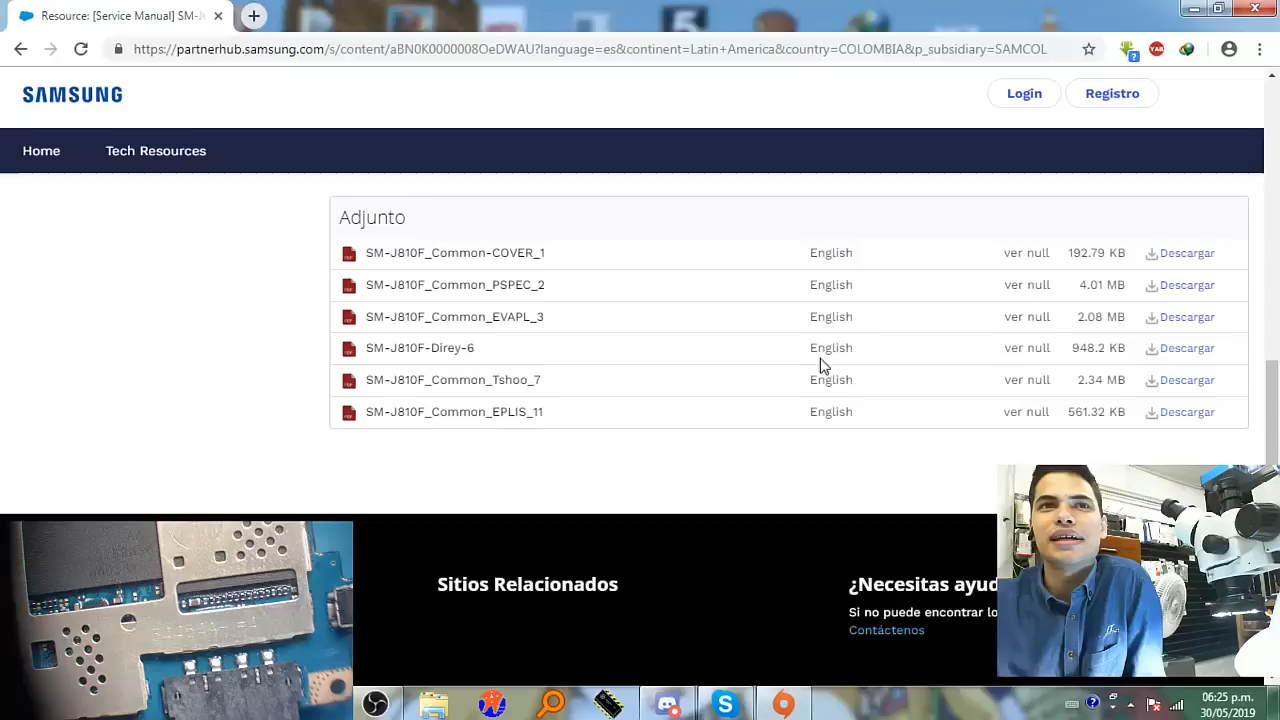 Resource: [Service Manual] SM-J
https://partnerhub.samsung.com/s/content/aBN0K0000008OeDWAU?language=es&continent=Latin+America&country=COLOMBIA&p_subsidiary=SAMCOL
SAMSUNG
Login
Registro
Home
Tech Resources
Adjunto
SM-J810F_Common-COVER_1 English ver null 192.79 KB Descargar
SM-J810F_Common_PSPEC_2 English ver null 4.01 MB Descargar
SM-J810F_Common_EVAPL_3 English ver null 2.08 MB Descargar
SM-J810F-Direy-6 English ver null 948.2 KB Descargar
SM-J810F_Common_Tshoo_7 English ver null 2.34 MB Descargar
SM-J810F_Common_EPLIS_11 English ver null 561.32 KB Descargar
Sitios Relacionados
¿Necesitas ayud
Si no puede encontrar lo
Contáctenos
06:25 p.m.
30/05/2019